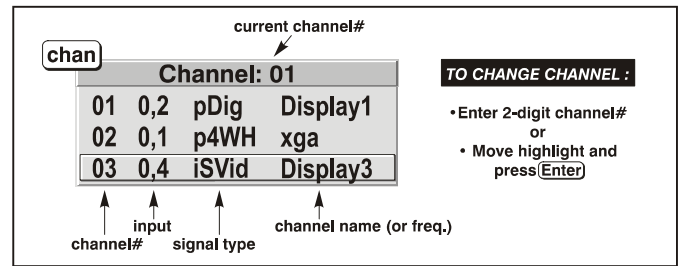 current channel#
chan
Channel: 01
01 0,2 pDig Display1
02 0,1 p4WH xga
03 0,4 iSVid Display3
channel#
input
signal type
channel name (or freq.)
TO CHANGE CHANNEL :
•Enter 2-digit channel#
or
• Move highlight and
press Enter